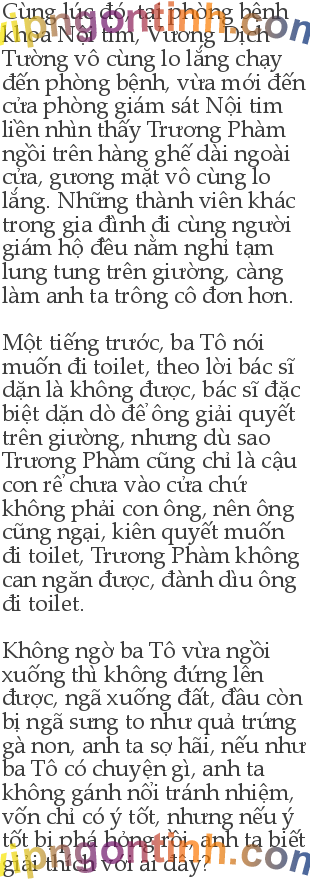 Cùng lúc đó, tại phòng bệnh
khoa Nội tim, Vương Dịch
Tường vô cùng lo lắng chạy
đến phòng bệnh, vừa mới đến
cửa phòng giám sát Nội tim
liền nhìn thấy Trương Phàm
ngồi trên hàng ghế dài ngoài
cửa, gương mặt vô cùng lo
lắng. Những thành viên khác
trong gia đình đi cùng người
giám hộ đều nằm nghỉ tạm
lung tung trên giường, càng
làm anh ta trông cô đơn hơn.

Một tiếng trước, ba Tô nói
muốn đi toilet, theo lời bác sĩ
dặn là không được, bác sĩ đặc
biệt dặn dò để ông giải quyết
trên giường, nhưng dù sao
Trương Phàm cũng chỉ là cậu
con rể chưa vào cửa chứ
không phải con ông, nên ông
cũng ngại, kiên quyết muốn
đi toilet, Trương Phàm không
can ngăn được, đành dìu ông
đi toilet.

Không ngờ ba Tô vừa ngồi
xuống thì không đứng lên
được, ngã xuống đất, đầu còn
bị ngã sưng to như quả trứng
gà non, anh ta sợ hãi, nếu như
ba Tô có chuyện gì, anh ta
không gánh nổi tránh nhiệm,
vốn chỉ có ý tốt, nhưng nếu ý
tốt bị phá hỏng rồi, anh ta biết
giải thích với ai đây?
vipngontinh.com
vipngontinh.com